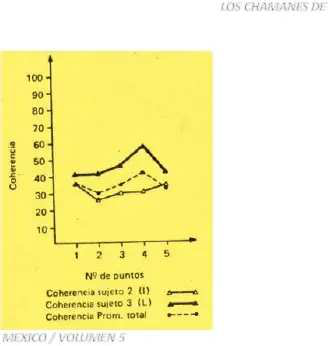 LOS CHAMANES DE
Coherencia
100
90
80
70
60
50
40
30
20
10
1 2 3 4 5
Nº de puntos
Coherencia sujeto 2 (I)
Coherencia sujeto 3 (L)
Coherencia Prom. total
MEXICO / VOLUMEN 5